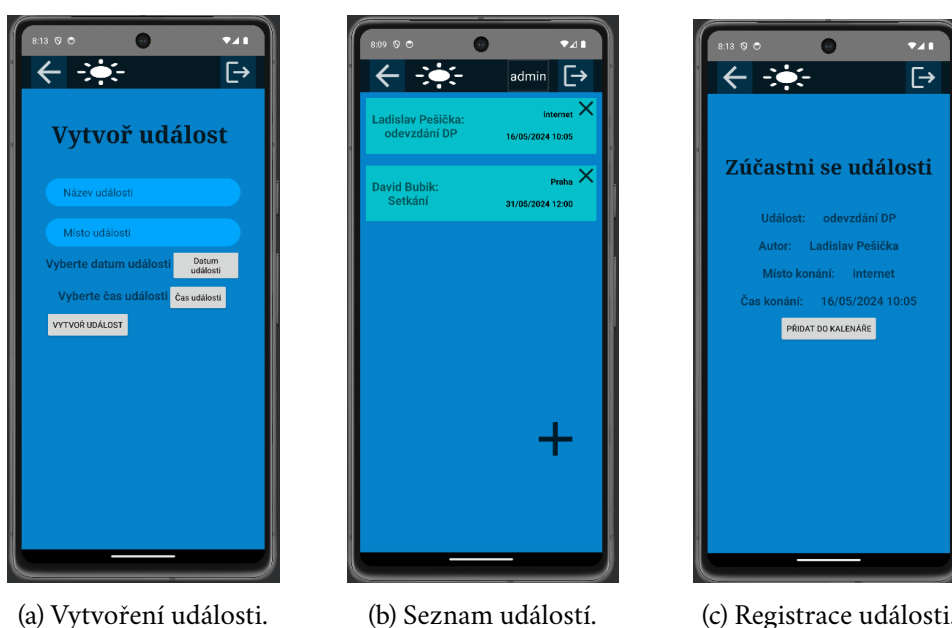 8:13
Vytvoř událost
Název události
Místo události
Vyberte datum události
Datum události
Vyberte čas události
Čas události
VYTVOŘ UDÁLOST
(a) Vytvoření události.
8:09
admin
Ladislav Pešička:
odevzdání DP
internet
16/05/2024 10:05
David Bubik:
Setkání
Praha
31/05/2024 12:00
(b) Seznam událostí.
8:13
Zúčastni se události
Událost: odevzdání DP
Autor: Ladislav Pešička
Místo konání: internet
Čas konání: 16/05/2024 10:05
PŘIDAT DO KALENÁŘE
(c) Registrace události